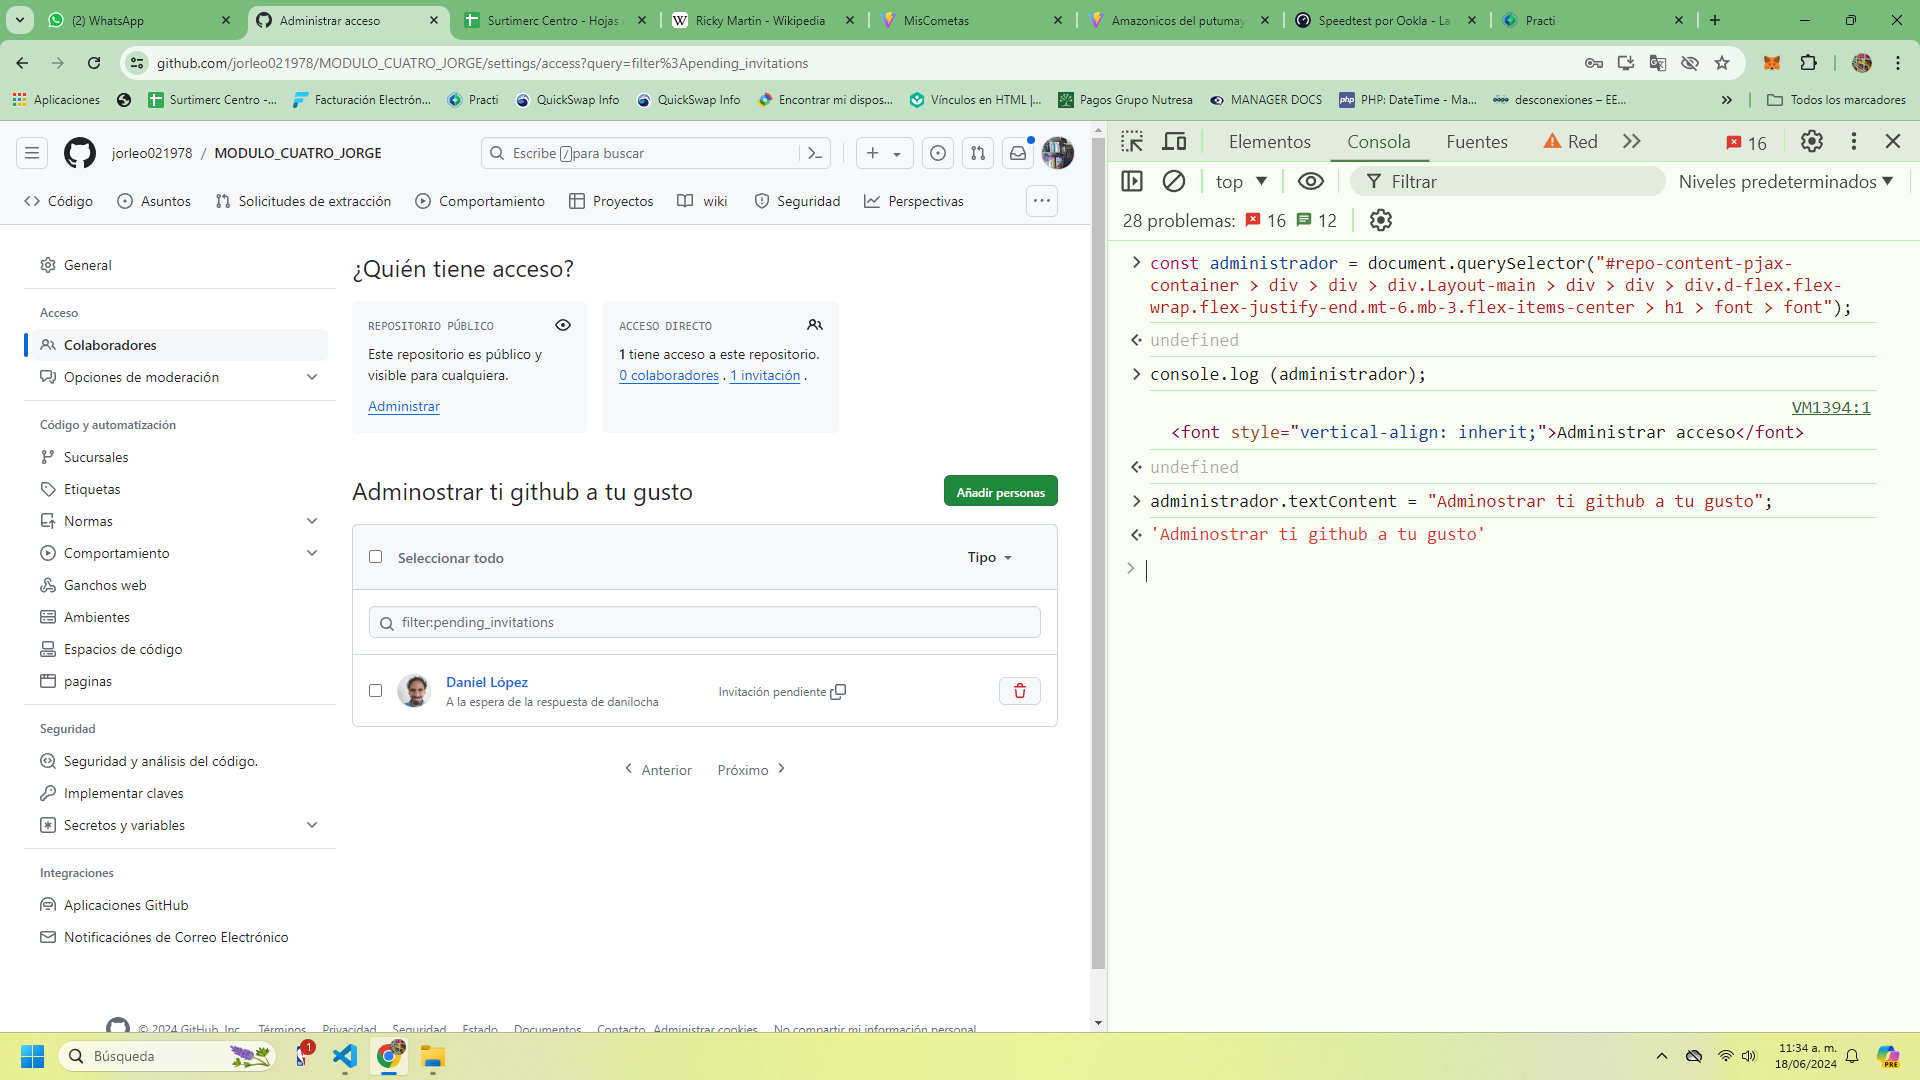 (2) WhatsApp
Administrar acceso
Surtimerc Centro - Hojas
Ricky Martin - Wikipedia
MisCometas
Amazonicos del putumay
Speedtest por Ookla - La
Practi
github.com/jorleo021978/MODULO_CUATRO_JORGE/settings/access?query=filter%3Apending_invitations
Aplicaciones
Surtimerc Centro -...
Facturación Electrón...
Practi
QuickSwap Info
QuickSwap Info
Encontrar mi dispos...
Vínculos en HTML |...
Pagos Grupo Nutresa
MANAGER DOCS
php PHP: DateTime - Ma...
desconexiones – EE...
Todos los marcadores
jorleo021978 / MODULO_CUATRO_JORGE
Escribe / para buscar
Código
Asuntos
Solicitudes de extracción
Comportamiento
Proyectos
wiki
Seguridad
Perspectivas
General
Acceso
Colaboradores
Opciones de moderación
Código y automatización
Sucursales
Etiquetas
Normas
Comportamiento
Ganchos web
Ambientes
Espacios de código
paginas
Seguridad
Seguridad y análisis del código.
Implementar claves
Secretos y variables
Integraciones
Aplicaciones GitHub
Notificaciónes de Correo Electrónico
¿Quién tiene acceso?
REPOSITORIO PÚBLICO
Este repositorio es público y
visible para cualquiera.
Administrar
ACCESO DIRECTO
1 tiene acceso a este repositorio.
0 colaboradores . 1 invitación .
Adminostrar ti github a tu gusto
Añadir personas
Seleccionar todo
Tipo
filter:pending_invitations
Daniel López
A la espera de la respuesta de danilocha
Invitación pendiente
Anterior
Próximo
© 2024 GitHub, Inc.
Términos
Privacidad
Seguridad
Estado
Documentos
Contacto
Administrar cookies
No compartir mi información personal
Elementos
Consola
Fuentes
Red
16
top
Filtrar
Niveles predeterminados
28 problemas: 16 12
const administrador = document.querySelector("#repo-content-pjax-
container > div > div > div.Layout-main > div > div > div.d-flex.flex-
wrap.flex-justify-end.mt-6.mb-3.flex-items-center > h1 > font > font");
undefined
console.log (administrador);
VM1394:1
<font style="vertical-align: inherit;">Administrar acceso</font>
undefined
administrador.textContent = "Adminostrar ti github a tu gusto";
'Adminostrar ti github a tu gusto'
Búsqueda
1
11:34 a. m.
18/06/2024
PRE